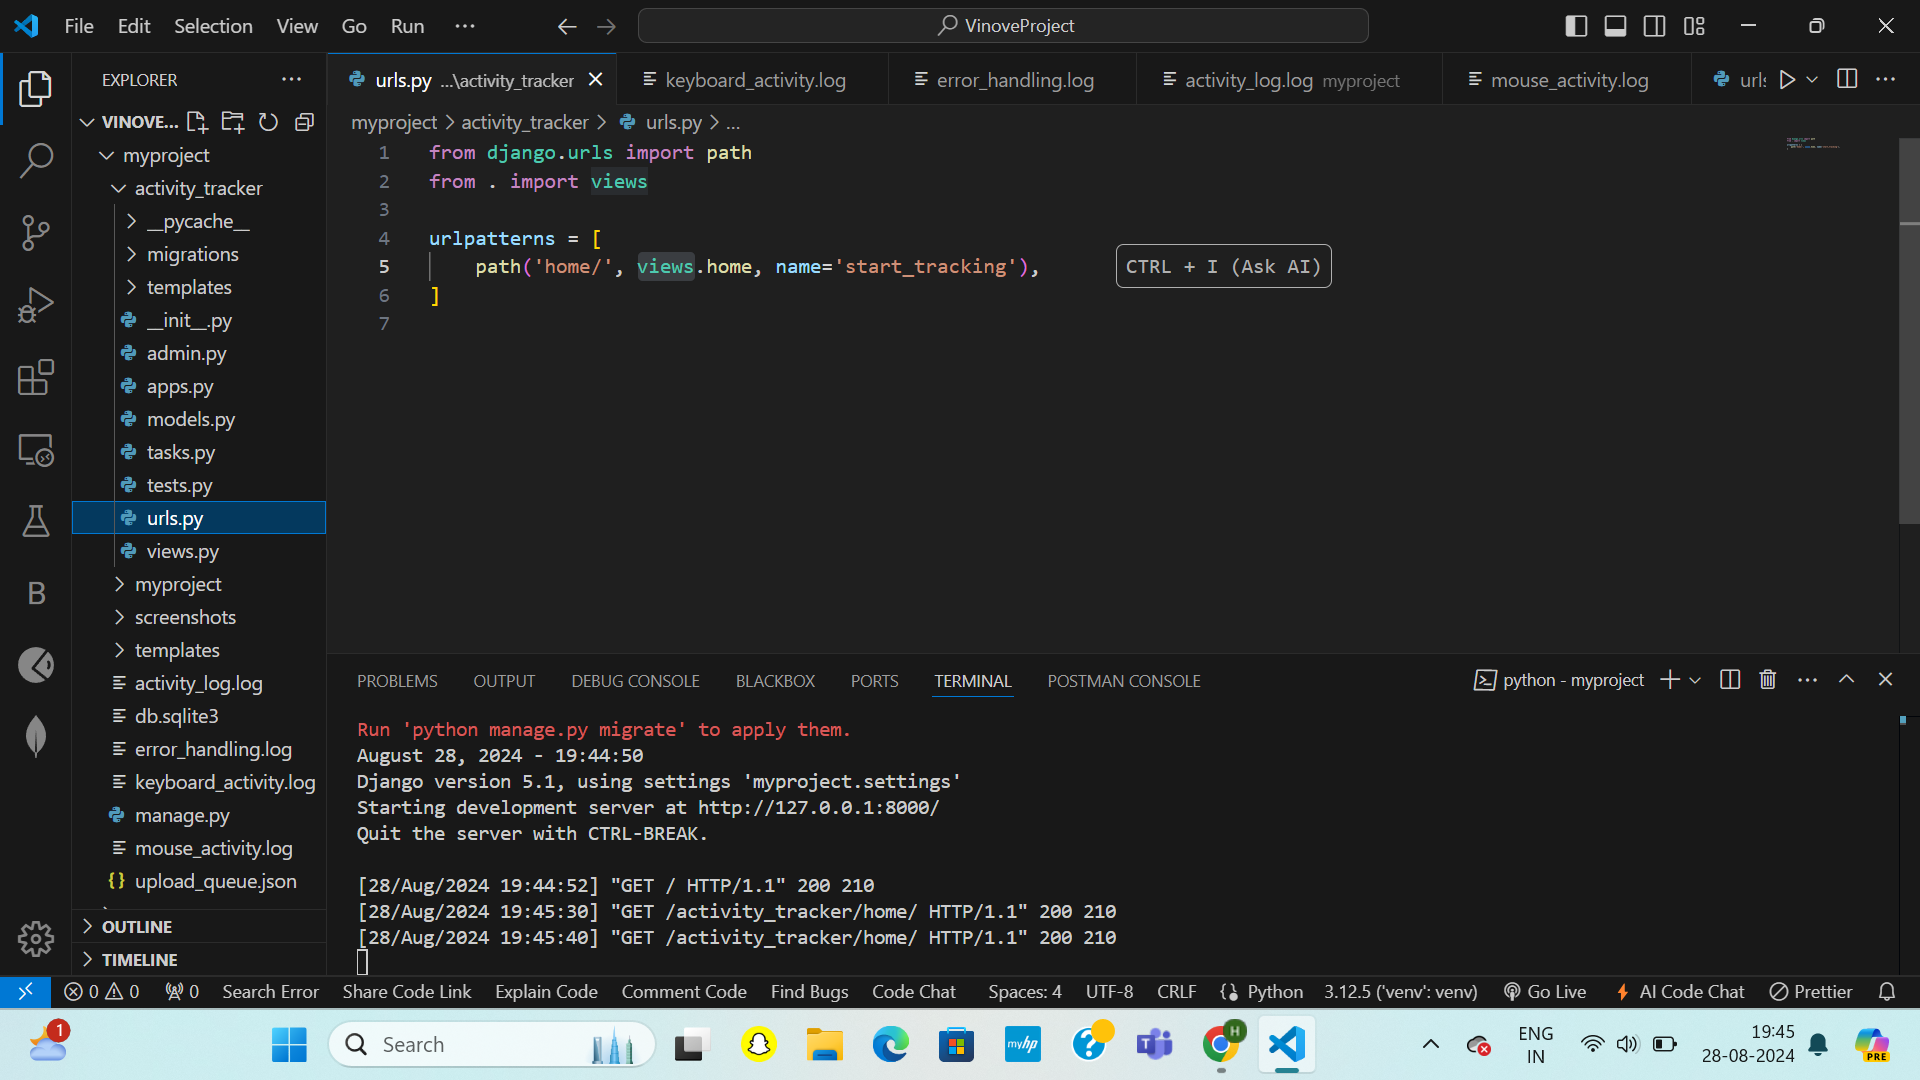 File Edit Selection View Go Run ··· VinoveProject
EXPLORER
urls.py ...\activity_tracker keyboard_activity.log error_handling.log activity_log.log myproject mouse_activity.log urls
VINOVE...
myproject > activity_tracker > urls.py > ...
myproject
activity_tracker
__pycache__
migrations
templates
__init__.py
admin.py
apps.py
models.py
tasks.py
tests.py
urls.py
views.py
myproject
screenshots
templates
activity_log.log
db.sqlite3
error_handling.log
keyboard_activity.log
manage.py
mouse_activity.log
upload_queue.json
OUTLINE
TIMELINE
1 from django.urls import path
2 from . import views
3
4 urlpatterns = [
5 path('home/', views.home, name='start_tracking'),
CTRL + I (Ask AI)
6 ]
7
PROBLEMS OUTPUT DEBUG CONSOLE BLACKBOX PORTS TERMINAL POSTMAN CONSOLE python - myproject
Run 'python manage.py migrate' to apply them.
August 28, 2024 - 19:44:50
Django version 5.1, using settings 'myproject.settings'
Starting development server at http://127.0.0.1:8000/
Quit the server with CTRL-BREAK.
[28/Aug/2024 19:44:52] "GET / HTTP/1.1" 200 210
[28/Aug/2024 19:45:30] "GET /activity_tracker/home/ HTTP/1.1" 200 210
[28/Aug/2024 19:45:40] "GET /activity_tracker/home/ HTTP/1.1" 200 210
0 0 0 Search Error Share Code Link Explain Code Comment Code Find Bugs Code Chat Spaces: 4 UTF-8 CRLF Python 3.12.5 ('venv': venv) Go Live AI Code Chat Prettier
1 Search myhp H ENG 19:45
IN 28-08-2024 PRE